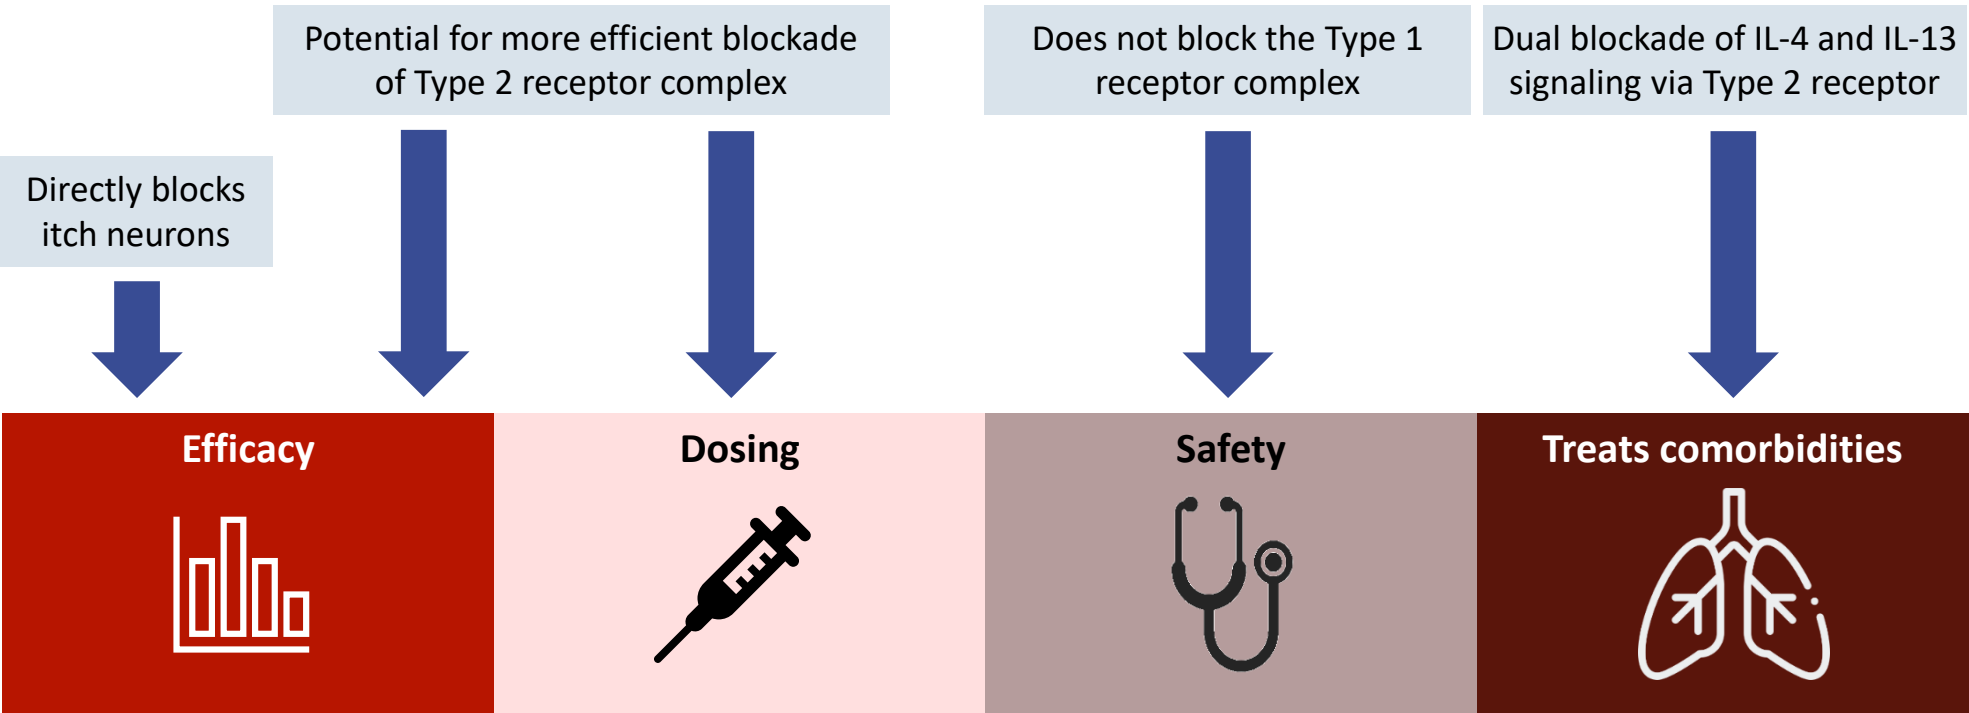 Potential for more efficient blockade
of Type 2 receptor complex
Does not block the Type 1
receptor complex
Dual blockade of IL-4 and IL-13
signaling via Type 2 receptor
Directly blocks
itch neurons
Efficacy
Dosing
Safety
Treats comorbidities